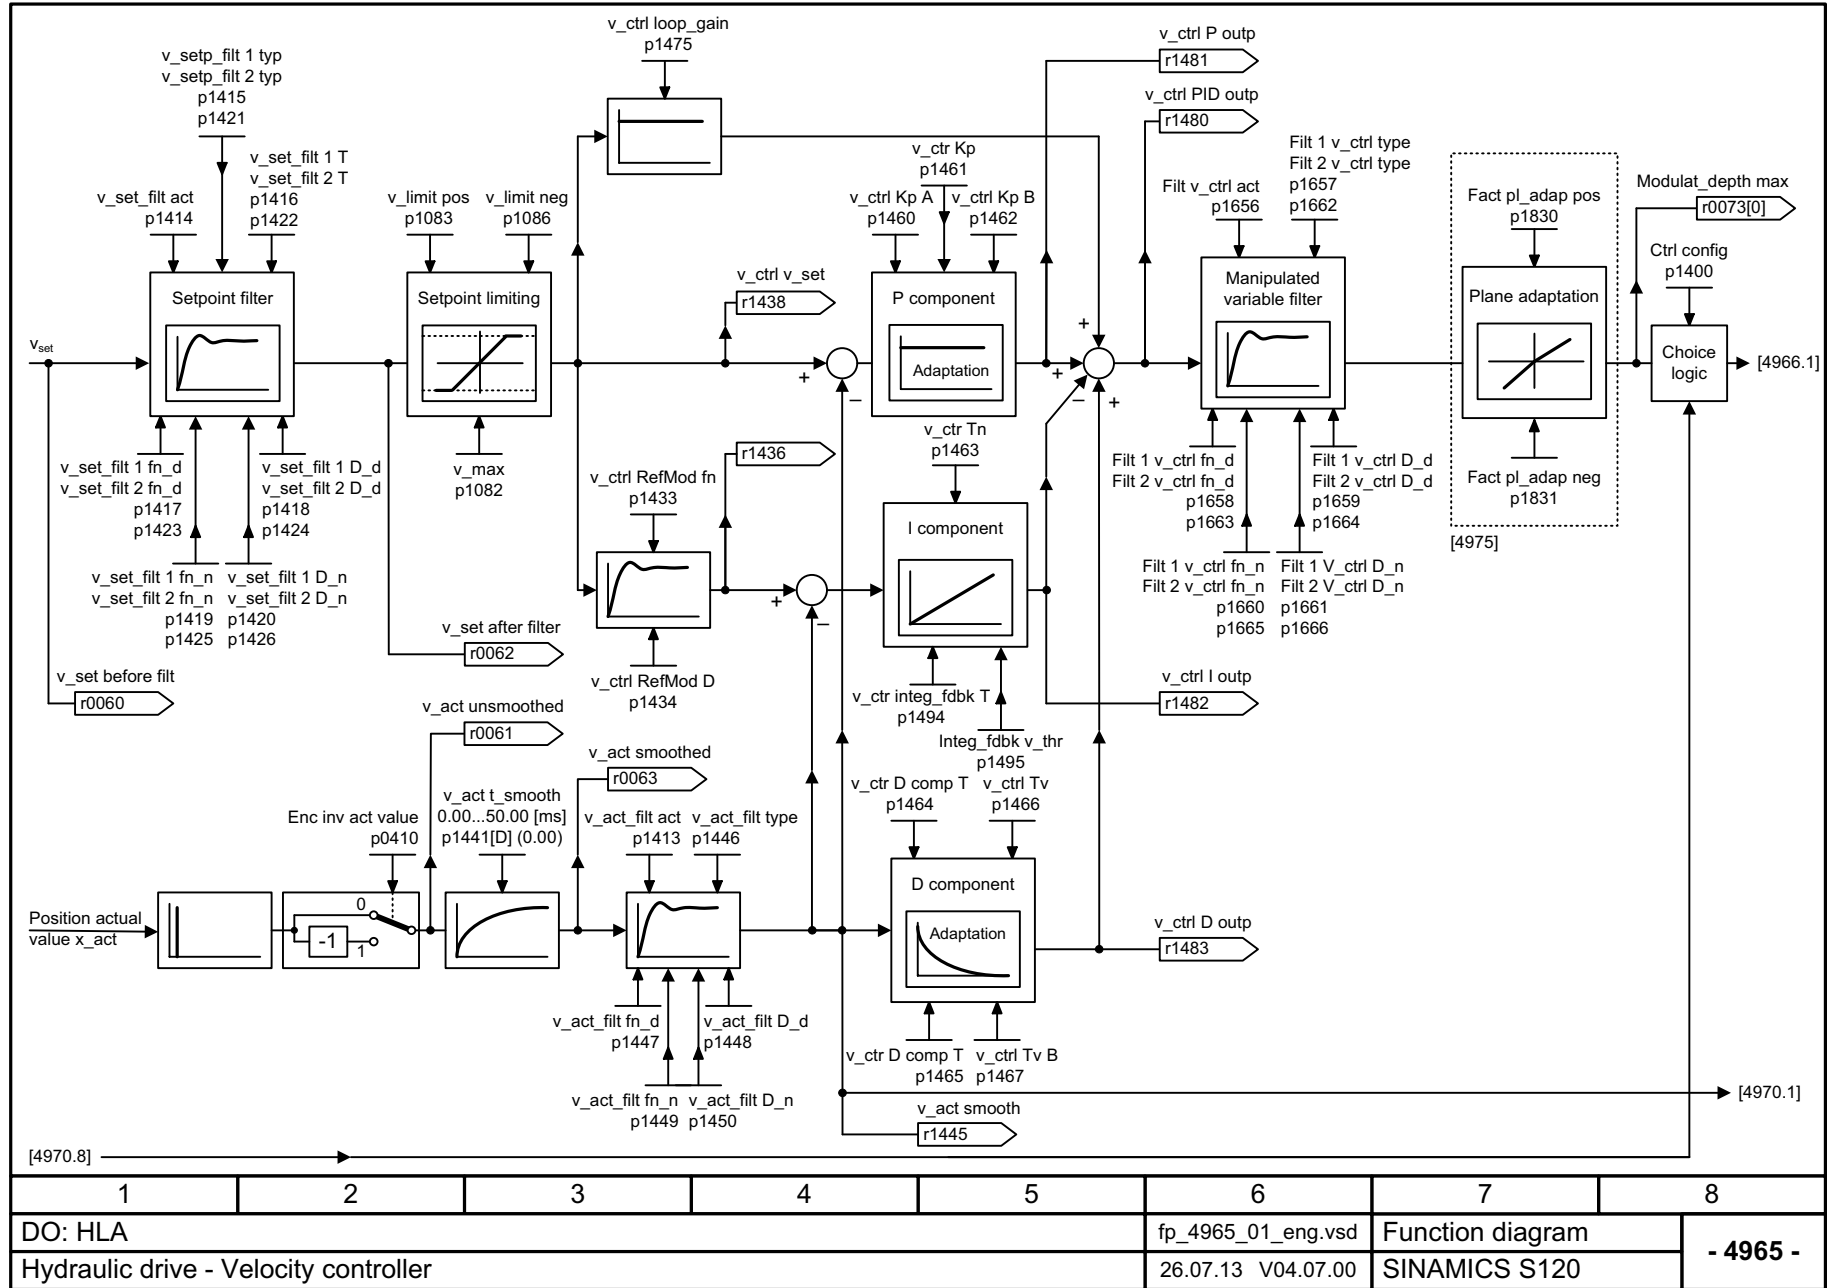 v_ctrl loop_gain
p1475
v_setp_filt 1 typ
v_setp_filt 2 typ
p1415
p1421
v_set_filt 1 T
v_set_filt 2 T
p1416
p1422
v_set_filt act
p1414
v_limit pos
p1083
v_limit neg
p1086
v_ctrl P outp
r1481
v_ctrl PID outp
r1480
v_ctr Kp
p1461
v_ctrl Kp A
p1460
v_ctrl Kp B
p1462
Filt 1 v_ctrl type
Filt 2 v_ctrl type
p1657
p1662
Filt v_ctrl act
p1656
Fact pl_adap pos
p1830
Modulat_depth max
r0073[0]
Ctrl config
p1400
v_ctrl v_set
r1438
Setpoint filter
Setpoint limiting
P component
Adaptation
Manipulated
variable filter
Plane adaptation
Choice
logic
[4966.1]
vset
+
–
+
+
–
+
v_set_filt 1 fn_d
v_set_filt 2 fn_d
p1417
p1423
v_set_filt 1 D_d
v_set_filt 2 D_d
p1418
p1424
v_set_filt 1 fn_n
v_set_filt 2 fn_n
p1419
p1425
v_set_filt 1 D_n
v_set_filt 2 D_n
p1420
p1426
v_max
p1082
r1436
v_ctrl RefMod fn
p1433
v_ctr Tn
p1463
I component
+
–
v_ctrl RefMod D
p1434
v_ctr integ_fdbk T
p1494
Integ_fdbk v_thr
p1495
Filt 1 v_ctrl fn_d
Filt 2 v_ctrl fn_d
p1658
p1663
Filt 1 v_ctrl D_d
Filt 2 v_ctrl D_d
p1659
p1664
Filt 1 v_ctrl fn_n
Filt 2 v_ctrl fn_n
p1660
p1665
Filt 1 V_ctrl D_n
Filt 2 V_ctrl D_n
p1661
p1666
Fact pl_adap neg
p1831
[4975]
v_set after filter
r0062
v_set before filt
r0060
v_ctrl I outp
r1482
v_act unsmoothed
r0061
v_act smoothed
r0063
Enc inv act value
p0410
v_act t_smooth
0.00...50.00 [ms]
p1441[D] (0.00)
v_act_filt act
p1413
v_act_filt type
p1446
v_ctr D comp T
p1464
v_ctrl Tv
p1466
D component
Adaptation
Position actual
value x_act
0
-1
1
v_ctrl D outp
r1483
v_act_filt fn_d
p1447
v_act_filt D_d
p1448
v_act_filt fn_n
p1449
v_act_filt D_n
p1450
v_ctr D comp T
p1465
v_ctrl Tv B
p1467
[4970.1]
v_act smooth
r1445
[4970.8]
1 2 3 4 5 6 7 8
DO: HLA
fp_4965_01_eng.vsd
Function diagram
- 4965 -
Hydraulic drive - Velocity controller
26.07.13 V04.07.00
SINAMICS S120